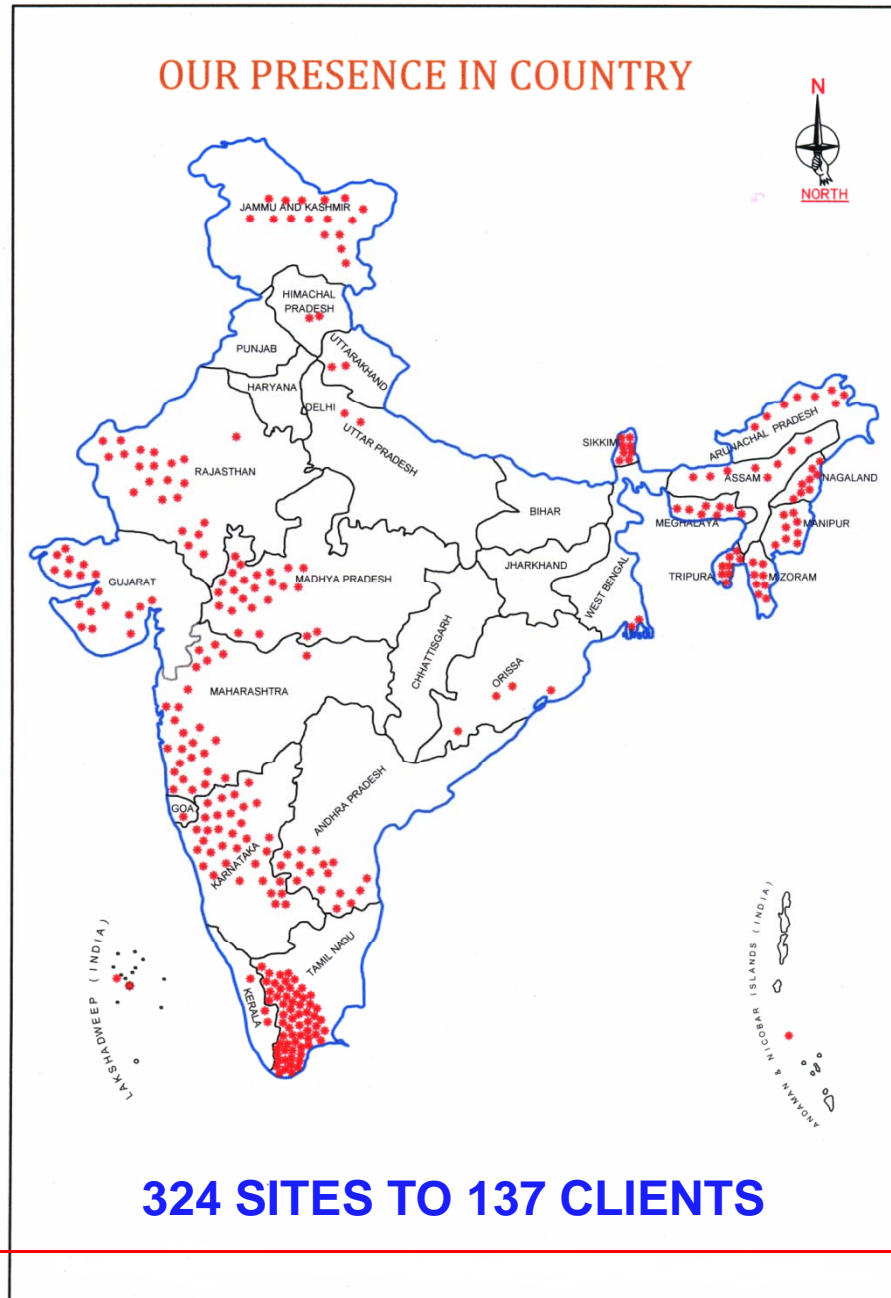 OUR PRESENCE IN COUNTRY
N
NORTH
JAMMU AND KASHMIR
HIMACHAL
PRADESH
PUNJAB
UTTARAKHAND
HARYANA
DELHI
UTTAR PRADESH
RAJASTHAN
SIKKIM
ARUNACHAL PRADESH
ASSAM
NAGALAND
BIHAR
MEGHALAYA
MANIPUR
GUJARAT
MADHYA PRADESH
JHARKHAND
WEST BENGAL
TRIPURA
MIZORAM
CHHATTISGARH
ORISSA
MAHARASHTRA
GOA
ANDHRA PRADESH
KARNATAKA
TAMIL NADU
KERALA
LAKSHADWEEP (INDIA)
ANDAMAN & NICOBAR ISLANDS (INDIA)
324 SITES TO 137 CLIENTS